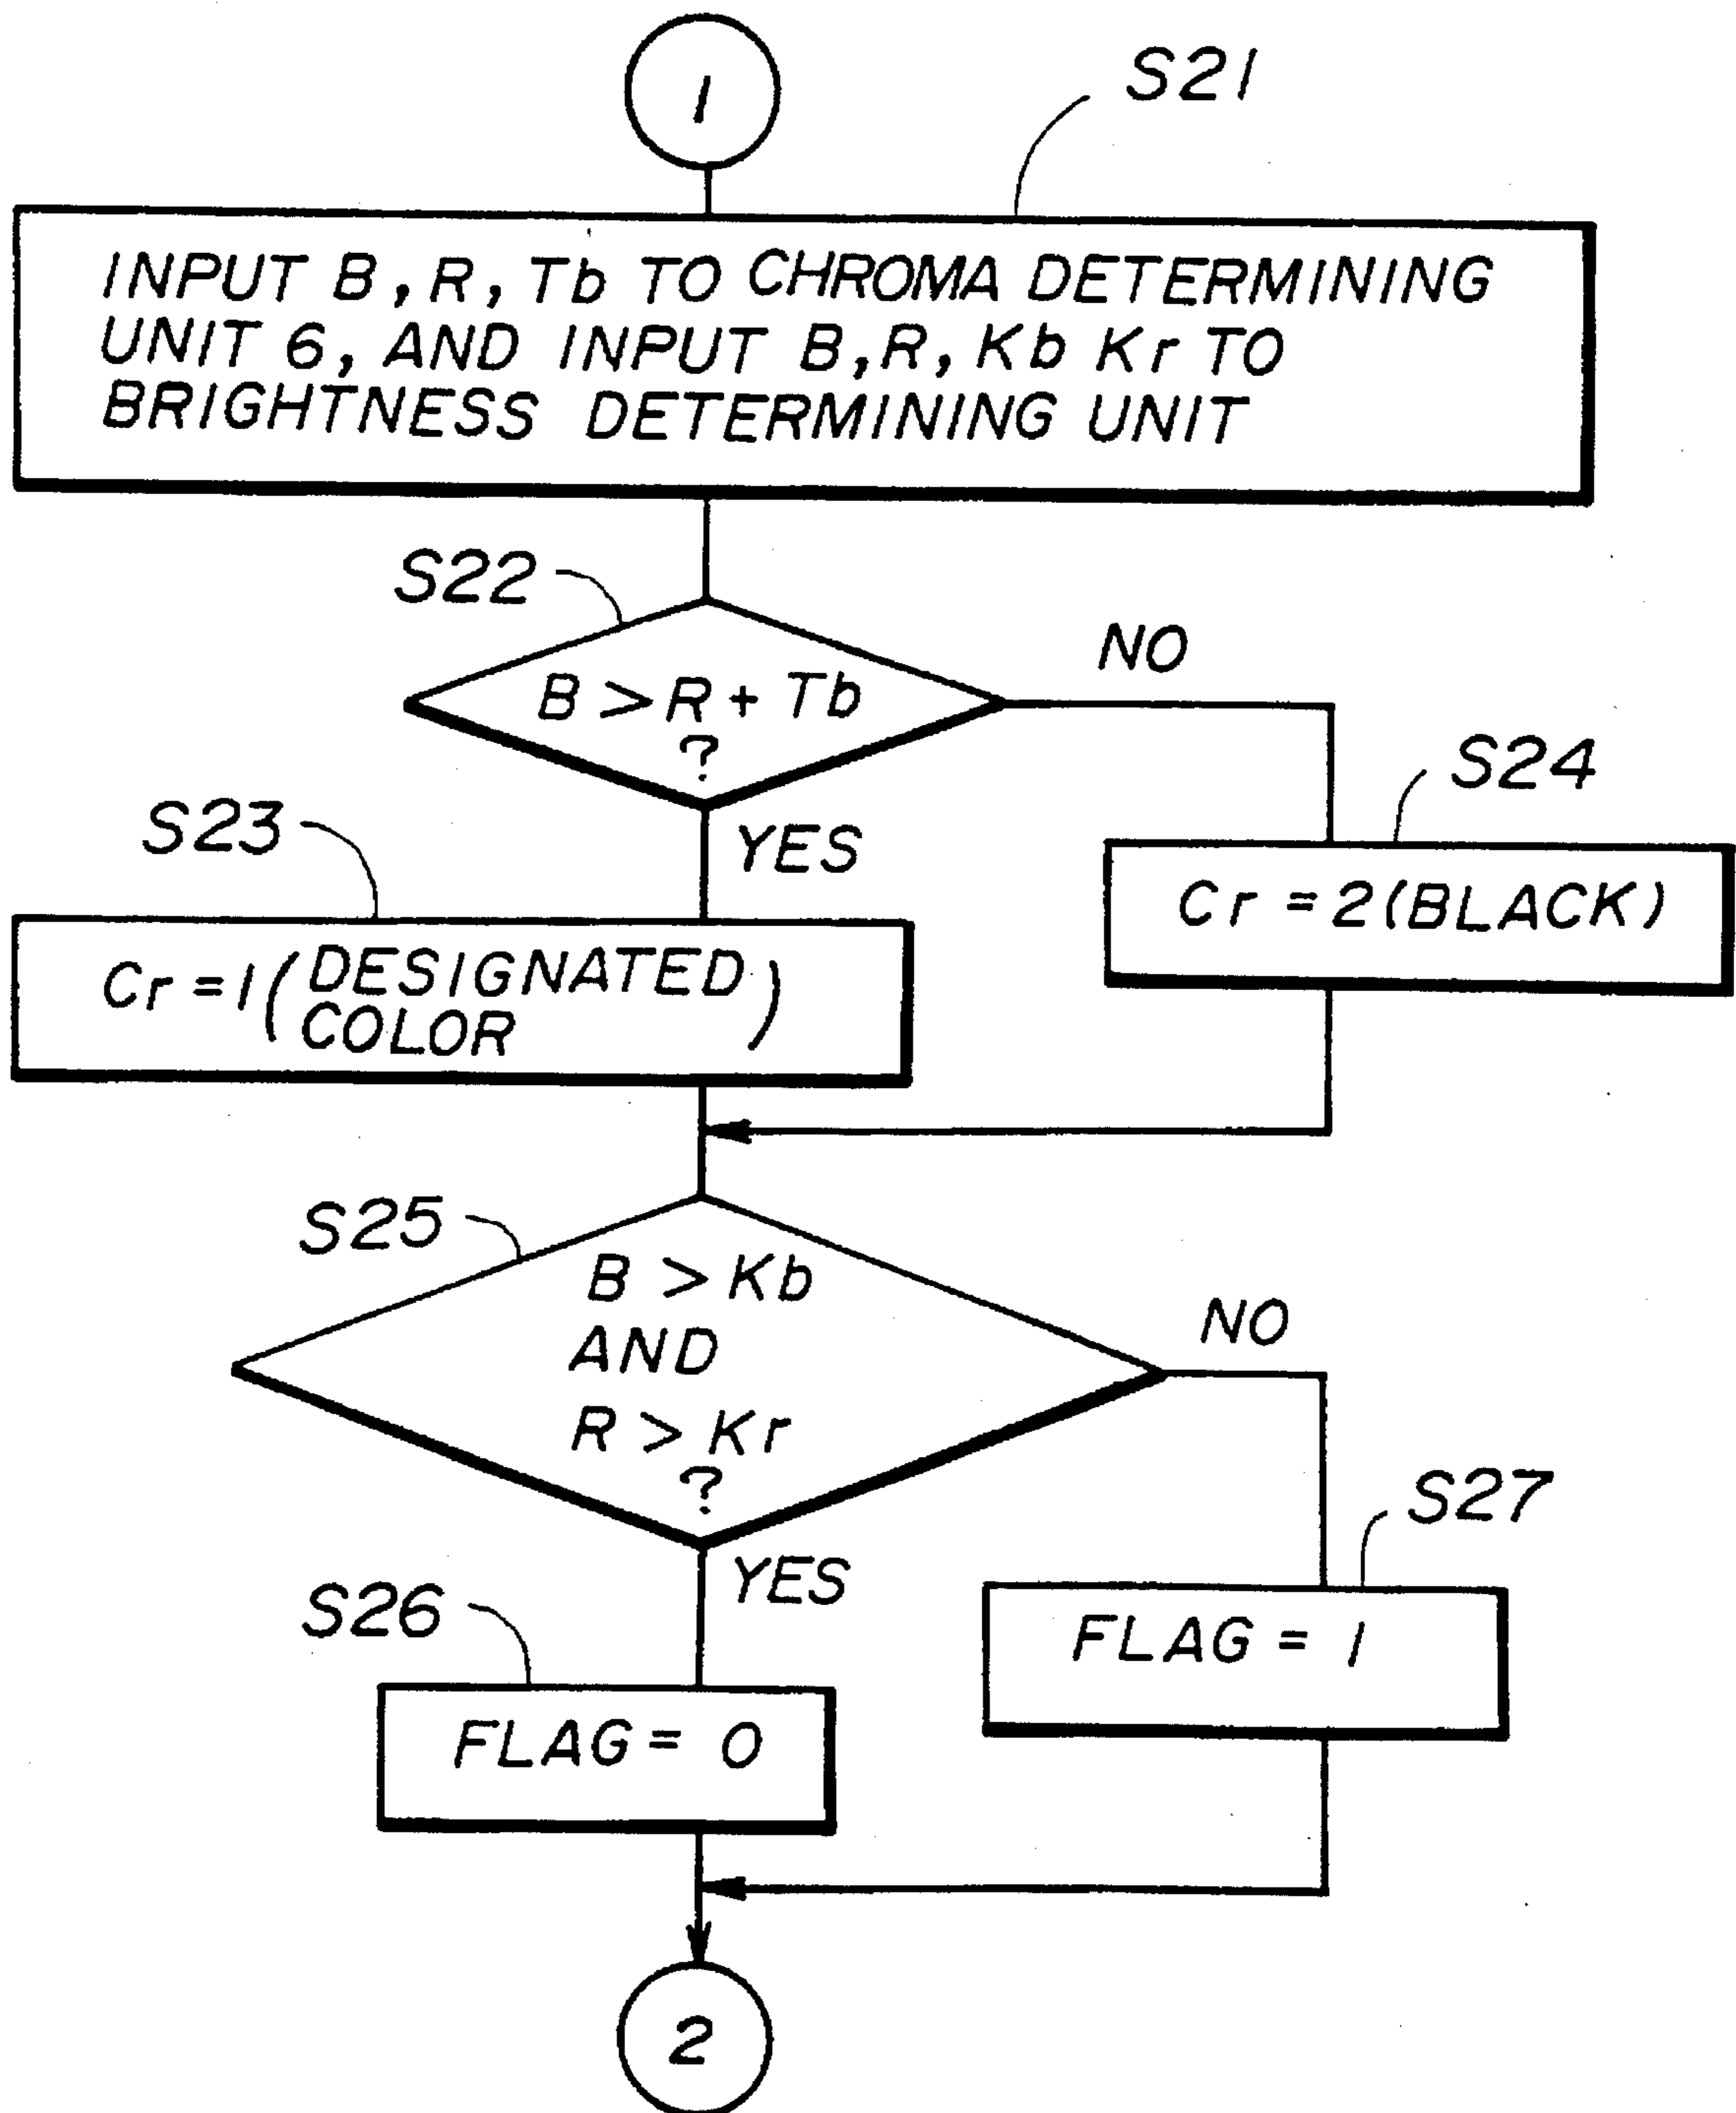 1
S21
INPUT B, R, Tb TO CHROMA DETERMINING
UNIT 6, AND INPUT B, R, Kb Kr TO
BRIGHTNESS DETERMINING UNIT
S22
B > R + Tb
?
NO
YES
S23
Cr = 1 (DESIGNATED
COLOR)
S24
Cr = 2 (BLACK)
S25
B > Kb
AND
R > Kr
?
NO
YES
S26
FLAG = 0
S27
FLAG = 1
2